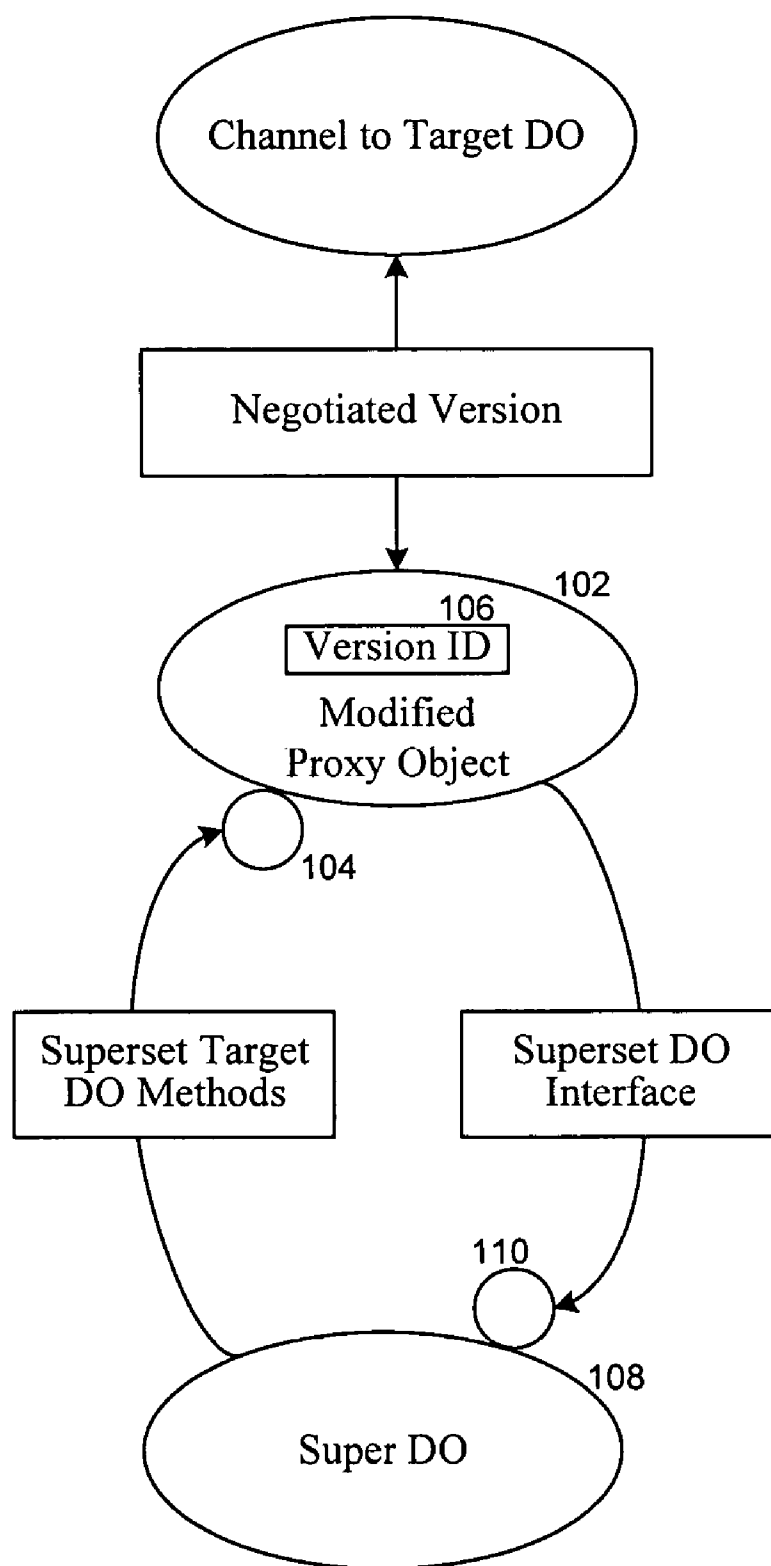 Channel to Target DO
Negotiated Version
102
106
Version ID
Modified
Proxy Object
104
Superset Target
DO Methods
Superset DO
Interface
110
108
Super DO